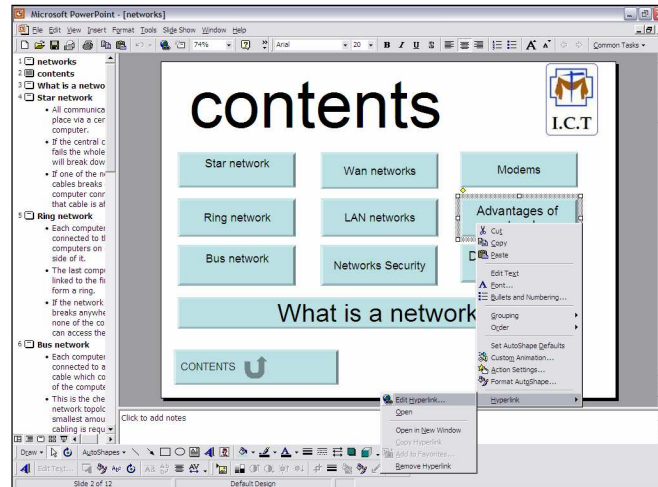 Microsoft PowerPoint - [networks]
File Edit View Insert Format Tools Slide Show Window Help
74% Arial 20 B I U S A A Common Tasks
1 networks
2 contents
3 What is a netwo
4 Star network
• All communica
place via a cer
computer.
• If the central c
fails the whole
will break dow
• If one of the n
cables breaks
computer conr
that cable is af
5 Ring network
• Each computer
connected to t
computers on
side of it.
• The last compu
linked to the fi
form a ring.
• If the network
breaks anywhe
none of the co
can access the
6 Bus network
• Each computer
connected to a
cable which co
of the compute
• This is the che
network topolc
smallest amou
cabling is requ
contents
I.C.T
Star network
Wan networks
Modems
Ring network
LAN networks
Advantages of
Bus network
Networks Security
D
What is a network
CONTENTS
Cut
Copy
Paste
Edit Text
Font...
Bullets and Numbering...
Grouping
Order
Set AutoShape Defaults
Custom Animation...
Action Settings...
Format AutoShape...
Hyperlink
Edit Hyperlink...
Open
Open in New Window
Copy Hyperlink
Add to Favorites...
Remove Hyperlink
Click to add notes
Draw AutoShapes
Edit Text...
Slide 2 of 12 Default Design